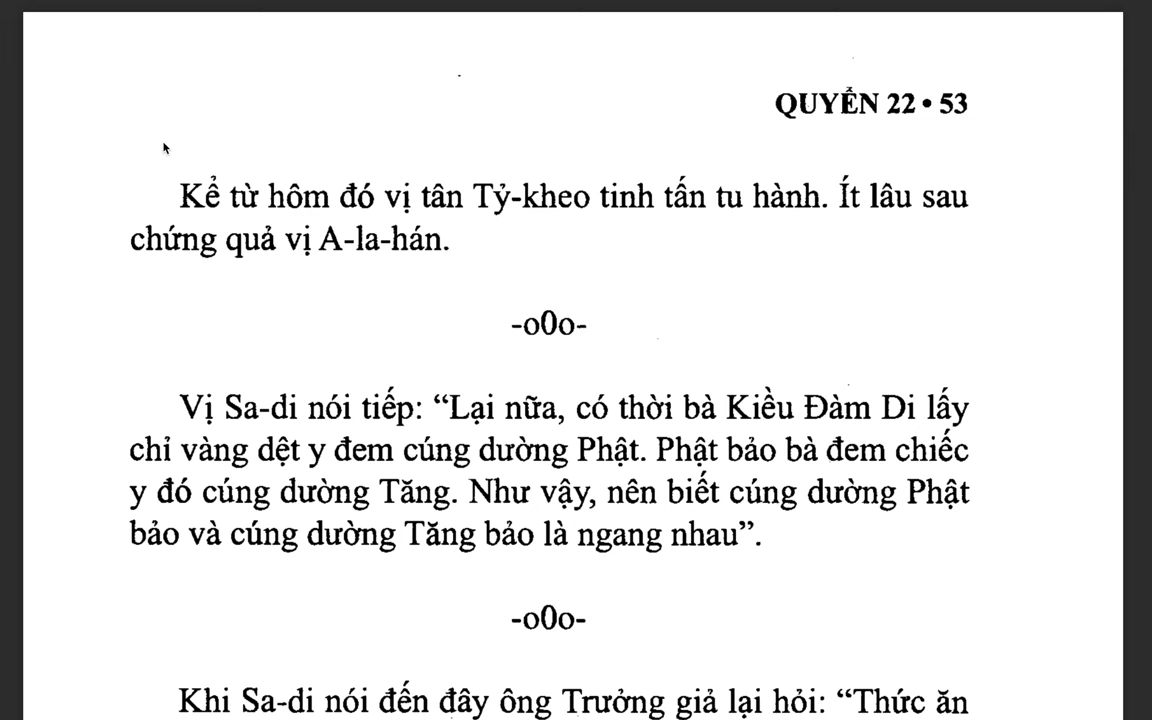 QUYỂN 22 • 53
Kể từ hôm đó vị tân Tỷ-kheo tinh tấn tu hành. Ít lâu sau
chứng quả vị A-la-hán.
-o0o-
Vị Sa-di nói tiếp: “Lại nữa, có thời bà Kiều Đàm Di lấy
chỉ vàng dệt y đem cúng dường Phật. Phật bảo bà đem chiếc
y đó cúng dường Tăng. Như vậy, nên biết cúng dường Phật
bảo và cúng dường Tăng bảo là ngang nhau”.
-o0o-
Khi Sa-di nói đến đây ông Trưởng giả lại hỏi: “Thức ăn